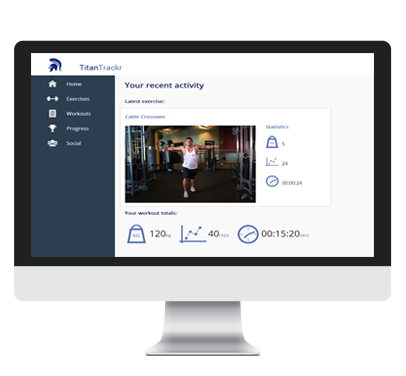 TitanTrackr
Your recent activity
Home
Latest exercise:
Exercises
Cable Crossover
Workouts
Statistics
Progress
KG 5
Social
24
00:00:24
Your workout totals:
KG 120kg 40reps 00:15:20secs